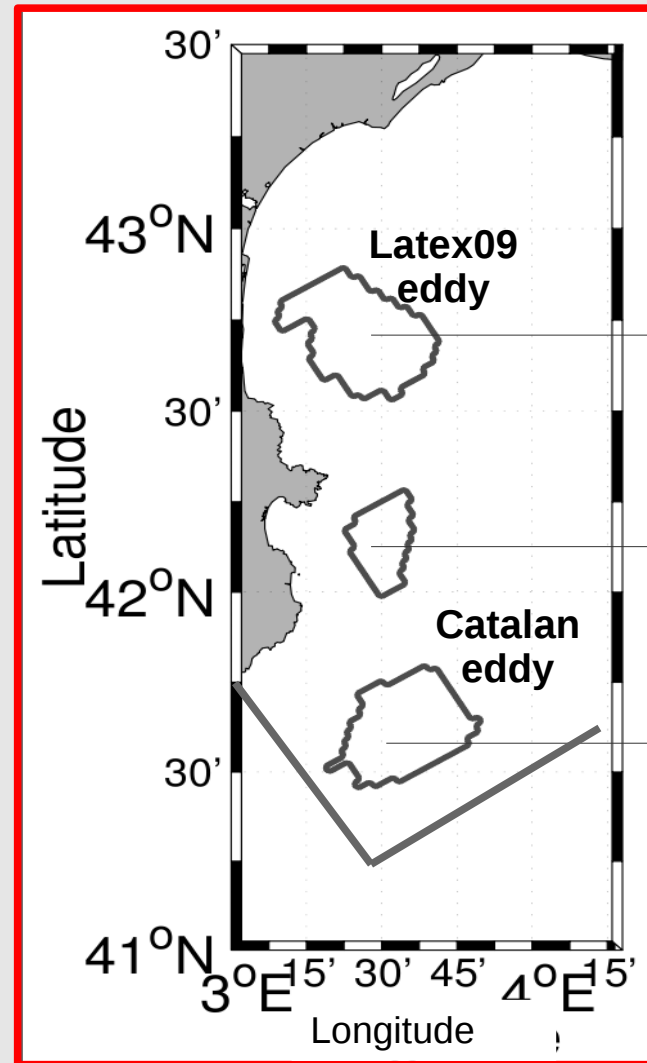 30'
43°N
Latex09
eddy
30'
Latitude
42°N
Catalan
eddy
30'
41°N
3°E 15' 30' 45' 4°E 15'
Longitude